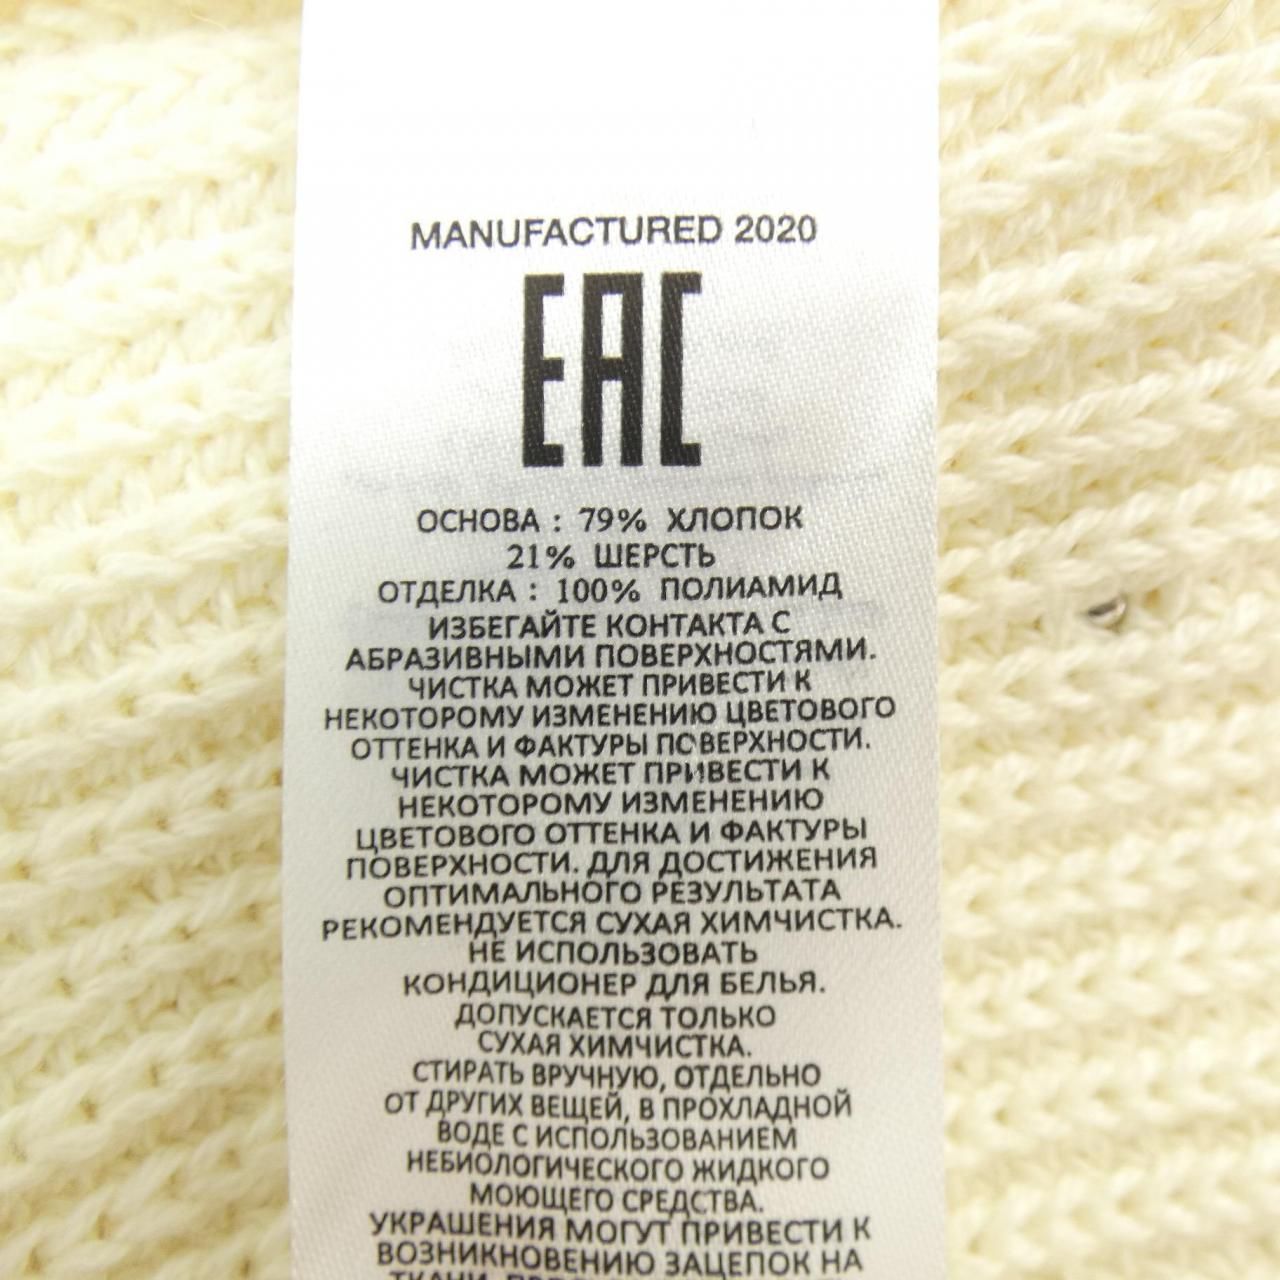 MANUFACTURED 2020
EAC
ОСНОВА : 79% ХЛОПОК
21% ШЕРСТЬ
ОТДЕЛКА : 100% ПОЛИАМИД
ИЗБЕГАЙТЕ КОНТАКТА С
АБРАЗИВНЫМИ ПОВЕРХНОСТЯМИ.
ЧИСТКА МОЖЕТ ПРИВЕСТИ К
НЕКОТОРОМУ ИЗМЕНЕНИЮ ЦВЕТОВОГО
ОТТЕНКА И ФАКТУРЫ ПОВЕРХНОСТИ.
ЧИСТКА МОЖЕТ ПРИВЕСТИ К
НЕКОТОРОМУ ИЗМЕНЕНИЮ
ЦВЕТОВОГО ОТТЕНКА И ФАКТУРЫ
ПОВЕРХНОСТИ. ДЛЯ ДОСТИЖЕНИЯ
ОПТИМАЛЬНОГО РЕЗУЛЬТАТА
РЕКОМЕНДУЕТСЯ СУХАЯ ХИМЧИСТКА.
НЕ ИСПОЛЬЗОВАТЬ
КОНДИЦИОНЕР ДЛЯ БЕЛЬЯ.
ДОПУСКАЕТСЯ ТОЛЬКО
СУХАЯ ХИМЧИСТКА.
СТИРАТЬ ВРУЧНУЮ, ОТДЕЛЬНО
ОТ ДРУГИХ ВЕЩЕЙ, В ПРОХЛАДНОЙ
ВОДЕ С ИСПОЛЬЗОВАНИЕМ
НЕБИОЛОГИЧЕСКОГО ЖИДКОГО
МОЮЩЕГО СРЕДСТВА.
УКРАШЕНИЯ МОГУТ ПРИВЕСТИ К
ВОЗНИКНОВЕНИЮ ЗАЦЕПОК НА
ТКАНИ.